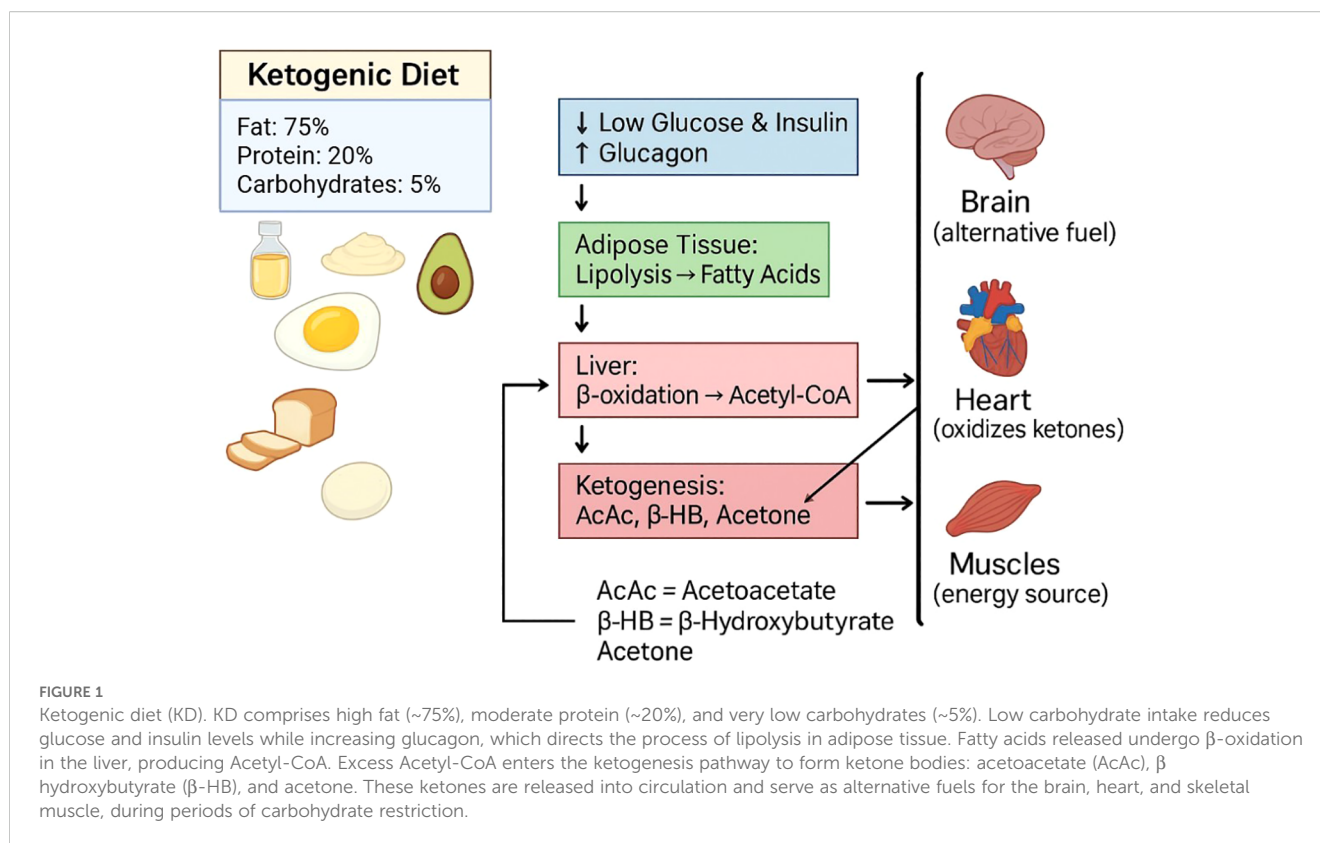 Ketogenic Diet
Fat: 75%
Protein: 20%
Carbohydrates: 5%
↓ Low Glucose & Insulin
↑ Glucagon
Adipose Tissue:
Lipolysis → Fatty Acids
Liver:
β-oxidation → Acetyl-CoA
Ketogenesis:
AcAc, β-HB, Acetone
AcAc = Acetoacetate
β-HB = β-Hydroxybutyrate
Acetone
Brain
(alternative fuel)
Heart
(oxidizes ketones)
Muscles
(energy source)
FIGURE 1
Ketogenic diet (KD). KD comprises high fat (~75%), moderate protein (~20%), and very low carbohydrates (~5%). Low carbohydrate intake reduces
glucose and insulin levels while increasing glucagon, which directs the process of lipolysis in adipose tissue. Fatty acids released undergo β-oxidation
in the liver, producing Acetyl-CoA. Excess Acetyl-CoA enters the ketogenesis pathway to form ketone bodies: acetoacetate (AcAc), β
hydroxybutyrate (β-HB), and acetone. These ketones are released into circulation and serve as alternative fuels for the brain, heart, and skeletal
muscle, during periods of carbohydrate restriction.